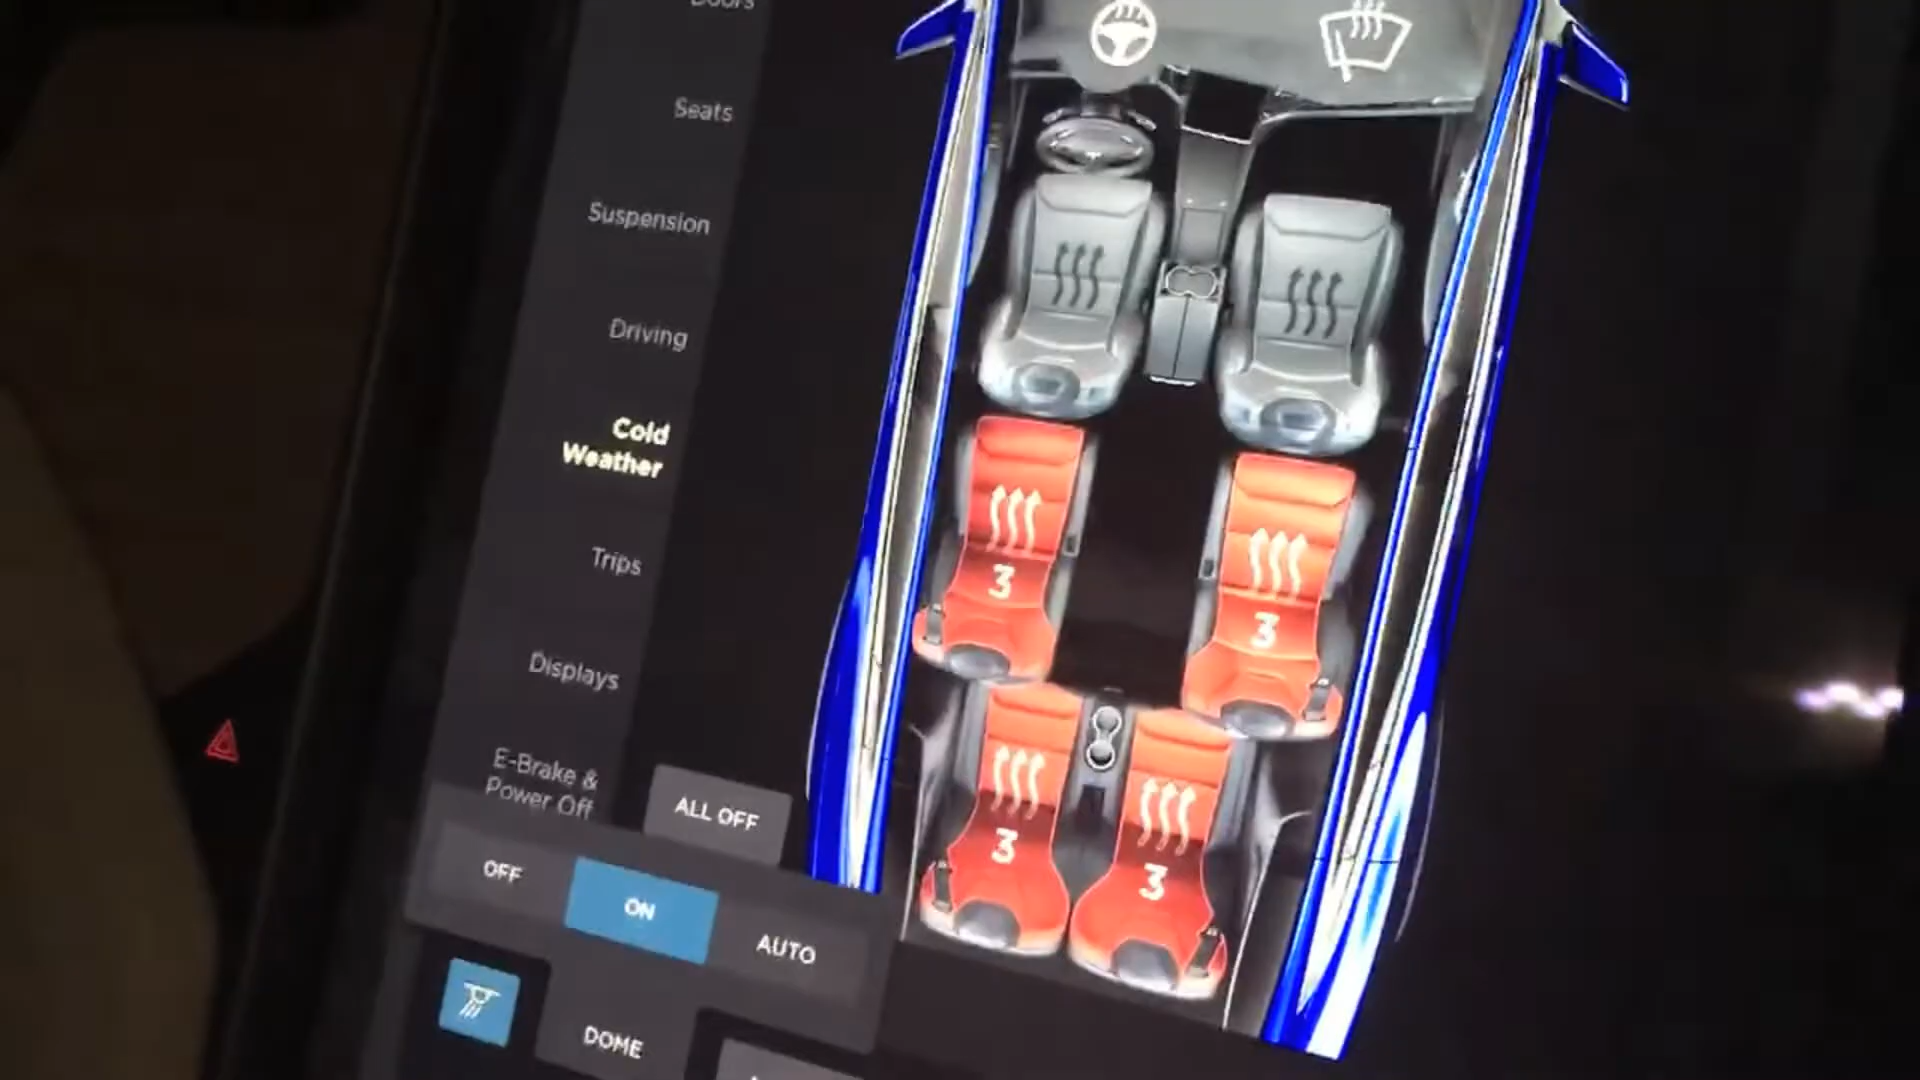 Doors
Seats
Suspension
Driving
Cold
Weather
Trips
Displays
E-Brake &
Power Off
ALL OFF
OFF
ON
AUTO
DOME
3
3
3
3